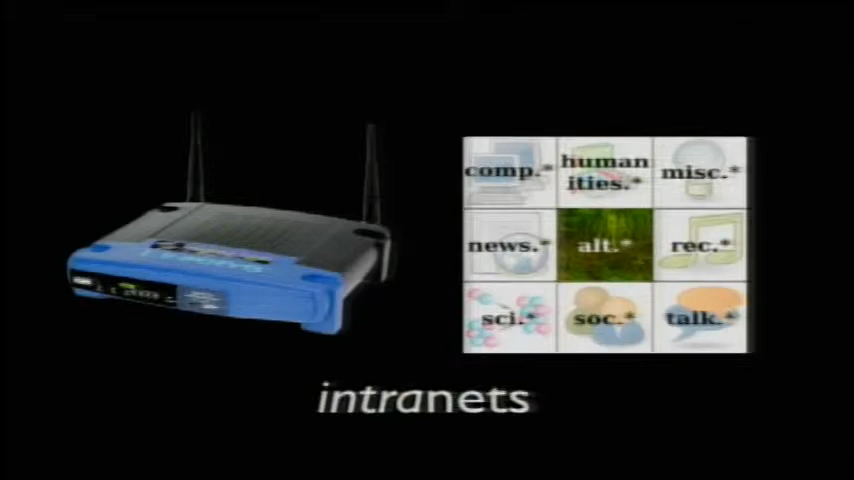 comp.*
human
ities.*
misc.*
news.*
alt.*
rec.*
sci.*
soc.*
talk.*
intranets